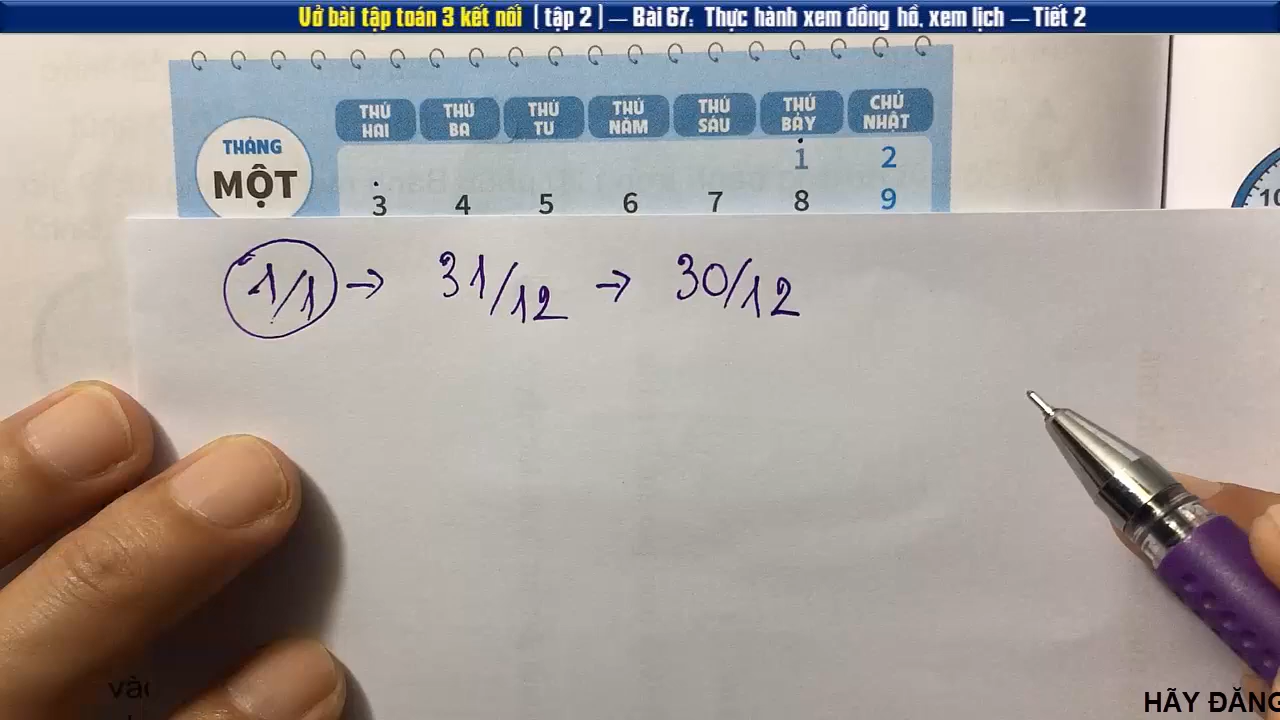 Vở bài tập toán 3 kết nối ( tập 2 ) – Bài 67: Thực hành xem đồng hồ, xem lịch – Tiết 2
THÁNG MỘT
THỨ HAI THỨ BA THỨ TƯ THỨ NĂM THỨ SÁU THỨ BẢY CHỦ NHẬT
1 2
3 4 5 6 7 8 9
10
1/1 → 31/12 → 30/12
HÃY ĐĂNG